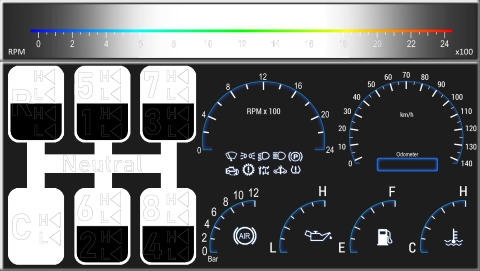 0 2 4 6 8 10 12 14 16 18 20 22 24
RPM x100
R H L H L
5 H L
1 H L
7 H L
3 H L
Neutral
C H L
6 H L
2 H L
8 H L
4 H L
0 4 8 12 16 20 24
RPM x 100
0 10 20 30 40 50 60 70 80 90 100 110 120 130 140
km/h
Odometer
0 2 4 6 8 10 12
Bar
AIR
L H
E F
C H